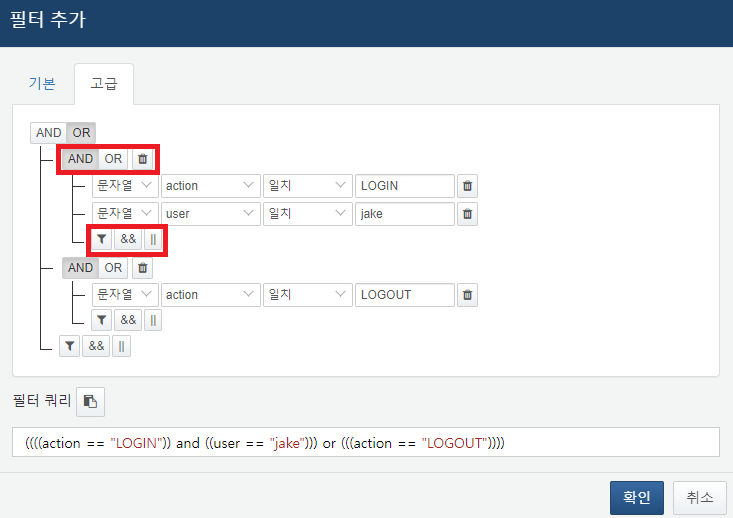 필터 추가
기본 고급
AND OR
AND OR
문자열 action 일치 LOGIN
문자열 user 일치 jake
&& ||
AND OR
문자열 action 일치 LOGOUT
&& ||
&& ||
필터 쿼리
((((action == "LOGIN")) and ((user == "jake"))) or (((action == "LOGOUT"))))
확인 취소